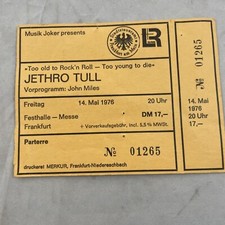 Musik Joker presents
LR
»Too old to Rock'n Roll — Too young to die«
JETHRO TULL
Vorprogramm: John Miles
Freitag 14. Mai 1976 20 Uhr
Festhalle – Messe DM 17,—
Frankfurt + Vorverkaufsgebühr, incl. 5,5 % MWSt.
Parterre
№ 01265
druckerei MERKUR, Frankfurt-Niedereschbach
№ 01265
14. Mai
1976
20 Uhr
17,—